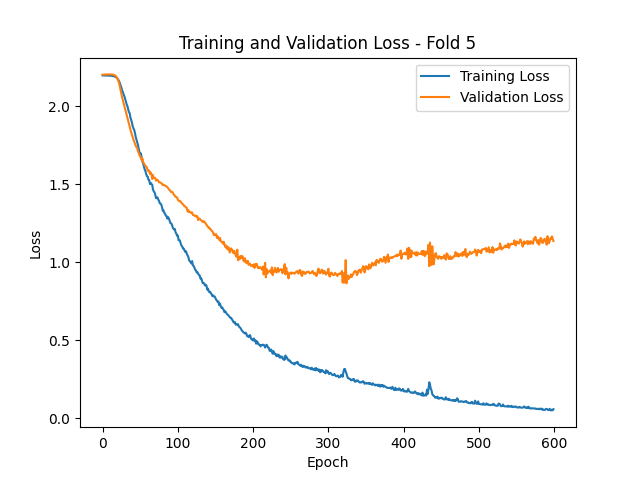 Training and Validation Loss - Fold 5
Training Loss
Validation Loss
Loss
2.0
1.5
1.0
0.5
0.0
0 100 200 300 400 500 600
Epoch